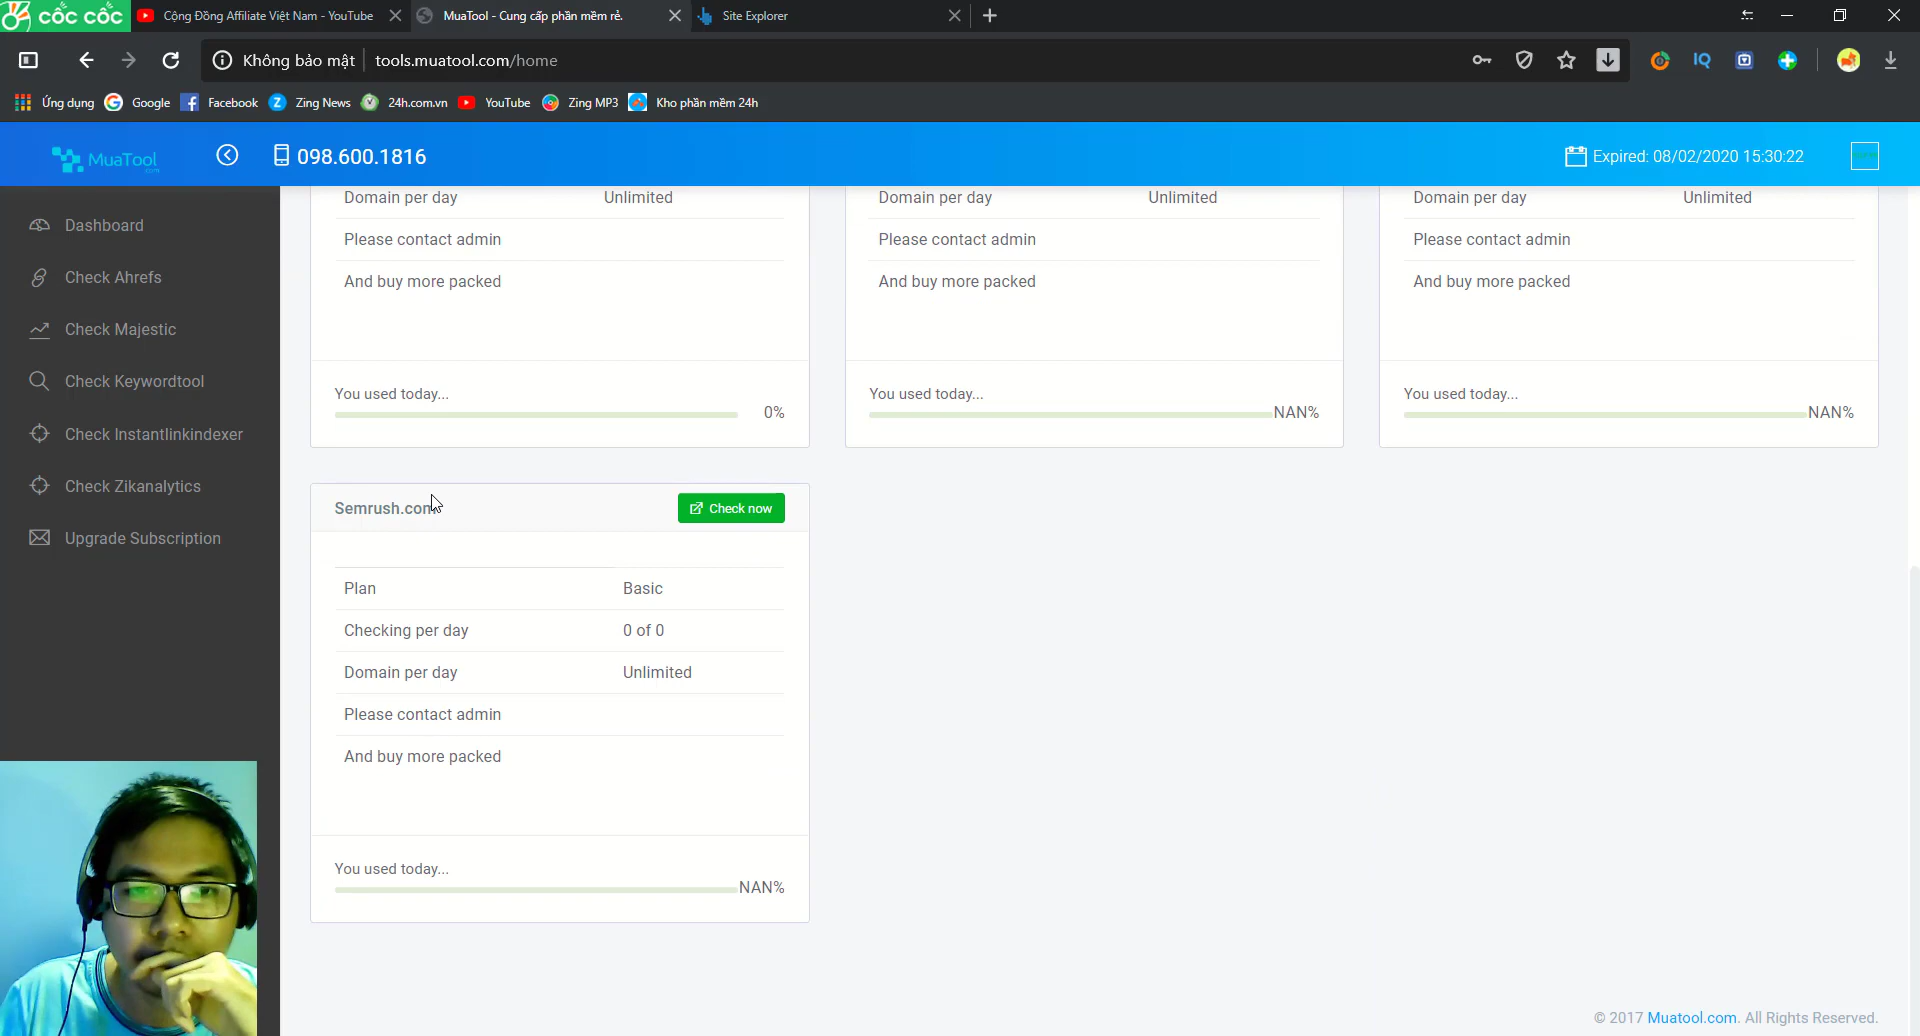 cốc cốc
Cộng Đồng Affiliate Việt Nam - YouTube
MuaTool - Cung cấp phần mềm rẻ.
Site Explorer
Không bảo mật
tools.muatool.com/home
Ứng dụng
Google
Facebook
Zing News
24h.com.vn
YouTube
Zing MP3
Kho phần mềm 24h
MuaTool
.com
098.600.1816
Expired: 08/02/2020 15:30:22
Dashboard
Check Ahrefs
Check Majestic
Check Keywordtool
Check Instantlinkindexer
Check Zikanalytics
Upgrade Subscription
Domain per day Unlimited
Please contact admin
And buy more packed
You used today...
0%
Domain per day Unlimited
Please contact admin
And buy more packed
You used today...
NAN%
Domain per day Unlimited
Please contact admin
And buy more packed
You used today...
NAN%
Semrush.com
Check now
Plan Basic
Checking per day 0 of 0
Domain per day Unlimited
Please contact admin
And buy more packed
You used today...
NAN%
© 2017 Muatool.com. All Rights Reserved.